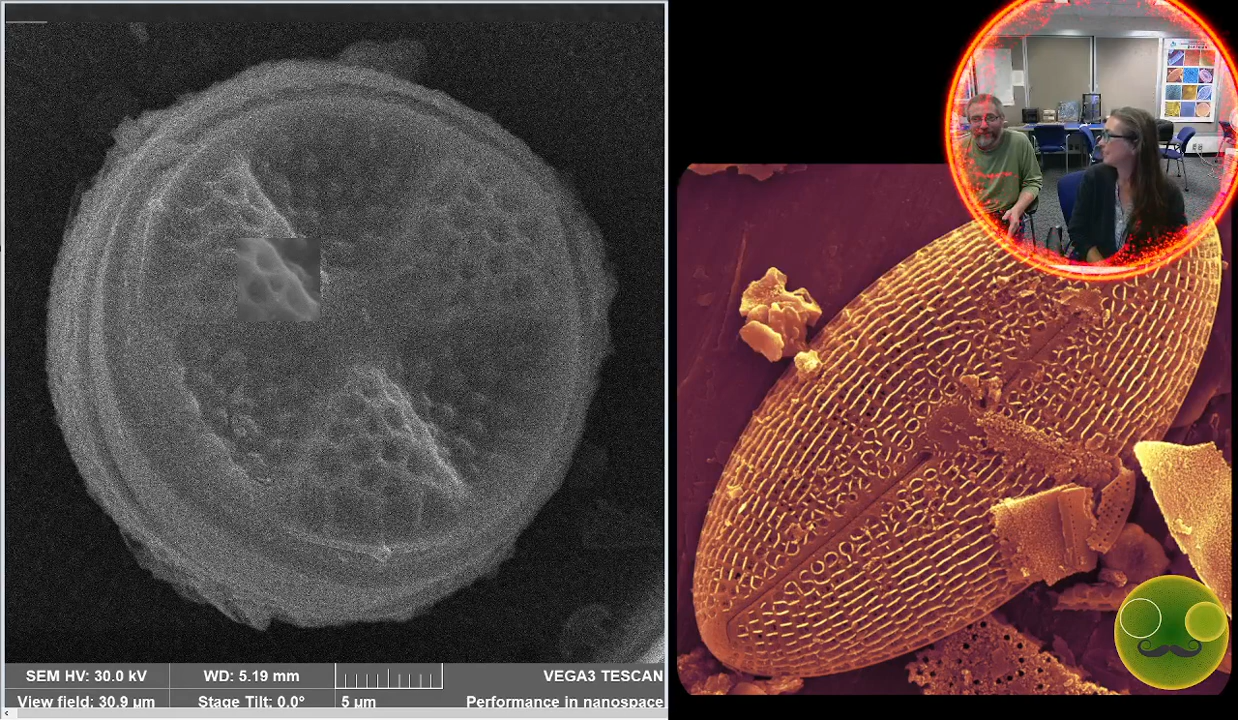 SEM HV: 30.0 kV
WD: 5.19 mm
VEGA3 TESCAN
View field: 30.9 µm
Stage Tilt: 0.0°
5 µm
Performance in nanospace